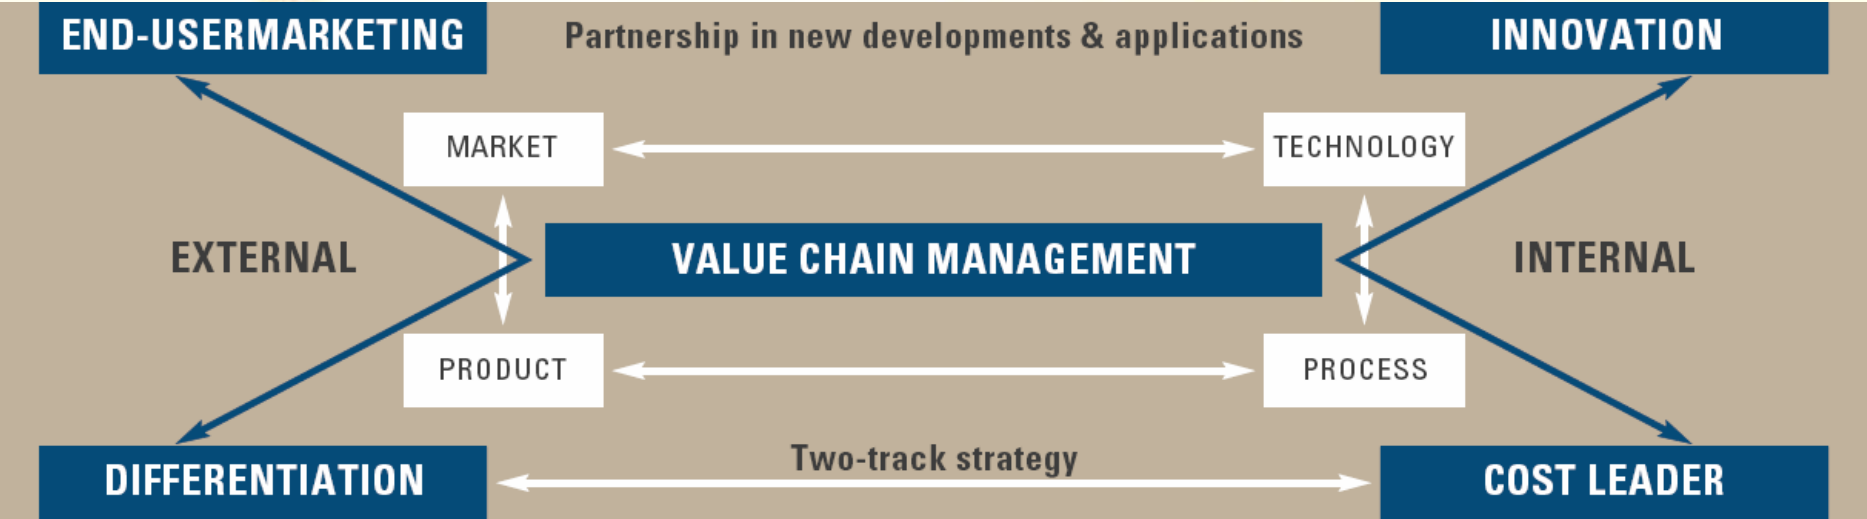 END-USERMARKETING
Partnership in new developments & applications
INNOVATION
MARKET
TECHNOLOGY
EXTERNAL
VALUE CHAIN MANAGEMENT
INTERNAL
PRODUCT
PROCESS
DIFFERENTIATION
Two-track strategy
COST LEADER